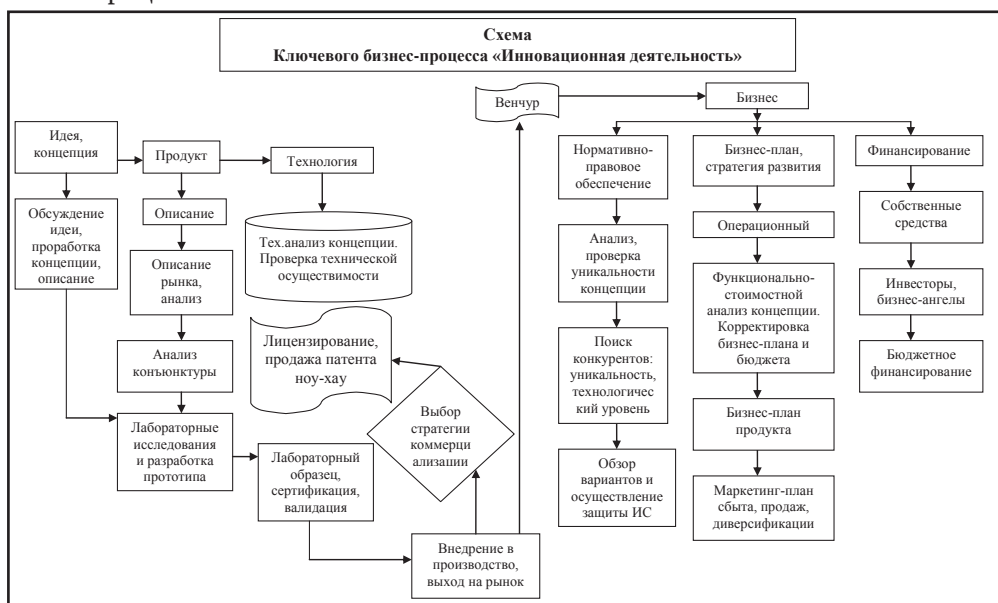 Схема
Ключевого бизнес-процесса «Инновационная деятельность»
Венчур
Бизнес
Идея,
концепция
Продукт
Технология
Обсуждение
идеи,
проработка
концепции,
описание
Описание
Тех.анализ концепции.
Проверка технической
осуществимости
Описание
рынка,
анализ
Лицензирование,
продажа патента
ноу-хау
Анализ
конъюнктуры
Лабораторные
исследования
и разработка
прототипа
Лабораторный
образец,
сертификация,
валидация
Выбор
стратегии
коммерци
ализации
Внедрение в
производство,
выход на рынок
Нормативно-
правовое
обеспечение
Анализ,
проверка
уникальности
концепции
Поиск
конкурентов:
уникальность,
технологичес
кий уровень)
Обзор
вариантов и
осуществление
защиты ИС
Бизнес-план,
стратегия развития
Операционный
Функционально-
стоимостной
анализ концепции.
Корректировка
бизнес-плана и
бюджета
Бизнес-план
продукта
Маркетинг-план
сбыта, продаж,
диверсификации
Финансирование
Собственные
средства
Инвесторы,
бизнес-ангелы
Бюджетное
финансирование